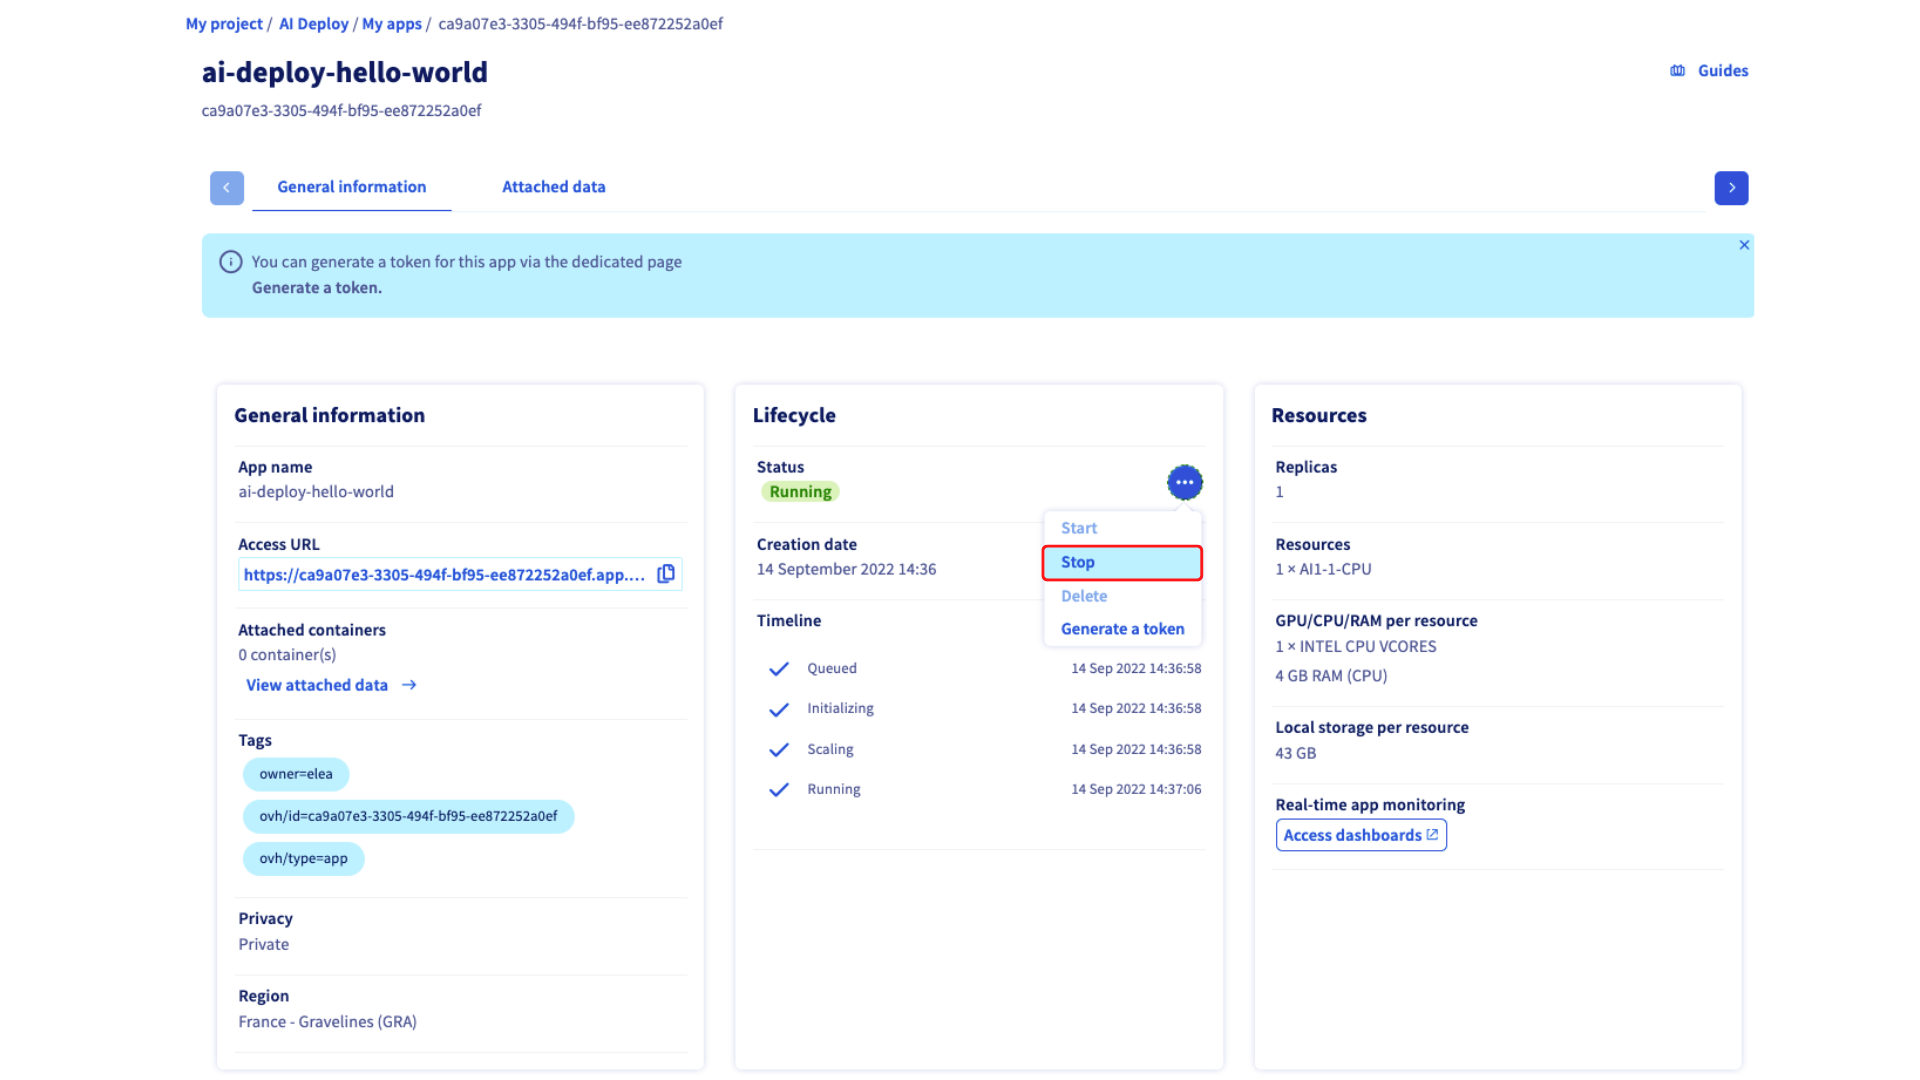 My project / AI Deploy / My apps / ca9a07e3-3305-494f-bf95-ee872252a0ef
ai-deploy-hello-world
Guides
ca9a07e3-3305-494f-bf95-ee872252a0ef
General information
Attached data
You can generate a token for this app via the dedicated page
Generate a token.
General information
App name
ai-deploy-hello-world
Access URL
https://ca9a07e3-3305-494f-bf95-ee872252a0ef.app....
Attached containers
0 container(s)
View attached data
Tags
owner=elea
ovh/id=ca9a07e3-3305-494f-bf95-ee872252a0ef
ovh/type=app
Privacy
Private
Region
France - Gravelines (GRA)
Lifecycle
Status
Running
Start
Stop
Delete
Generate a token
Creation date
14 September 2022 14:36
Timeline
Queued 14 Sep 2022 14:36:58
Initializing 14 Sep 2022 14:36:58
Scaling 14 Sep 2022 14:36:58
Running 14 Sep 2022 14:37:06
Resources
Replicas
1
Resources
1 × AI1-1-CPU
GPU/CPU/RAM per resource
1 × INTEL CPU VCORES
4 GB RAM (CPU)
Local storage per resource
43 GB
Real-time app monitoring
Access dashboards